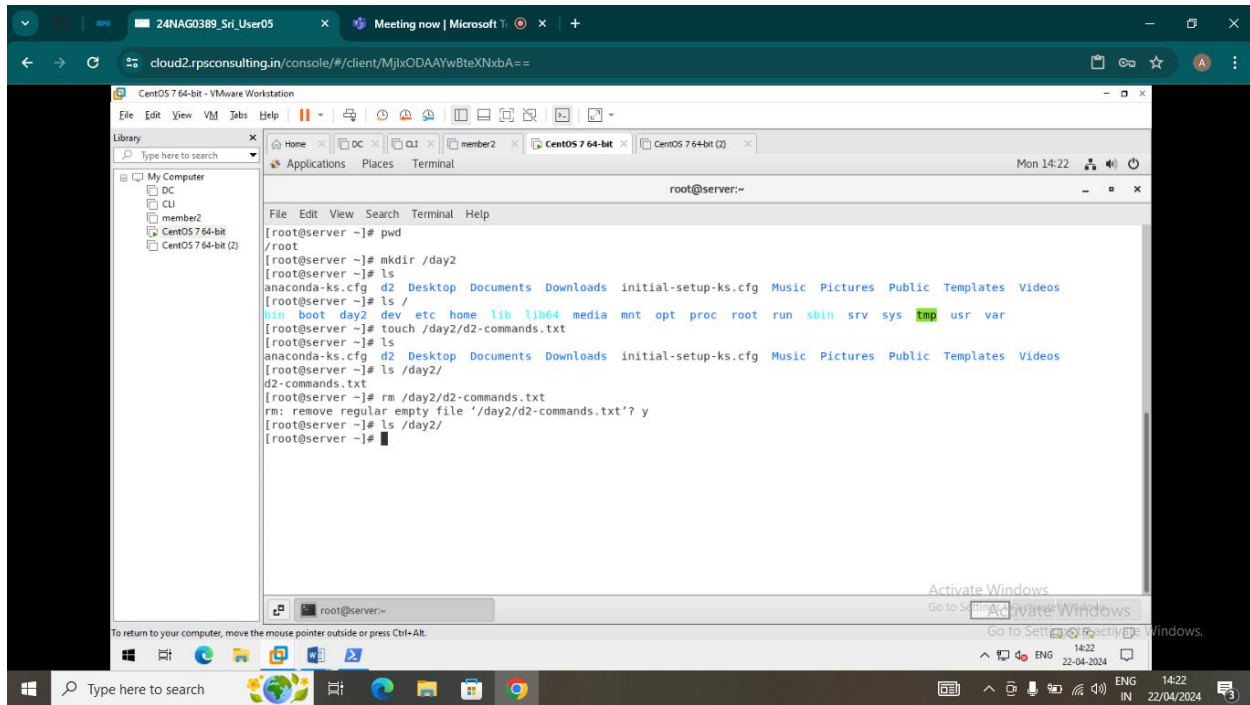 RPS 24NAG0389_Sri_User05 Meeting now | Microsoft T
cloud2.rpsconsulting.in/console/#/client/MjIxODAAYwBteXNxbA== A
CentOS 7 64-bit - VMware Workstation
File Edit View VM Tabs Help
Library
Type here to search
My Computer
DC
CLI
member2
CentOS 7 64-bit
CentOS 7 64-bit (2)
Home DC CLI member2 CentOS 7 64-bit CentOS 7 64-bit (2)
Applications Places Terminal Mon 14:22
root@server:~
File Edit View Search Terminal Help
[root@server ~]# pwd
/root
[root@server ~]# mkdir /day2
[root@server ~]# ls
anaconda-ks.cfg d2 Desktop Documents Downloads initial-setup-ks.cfg Music Pictures Public Templates Videos
[root@server ~]# ls /
bin boot day2 dev etc home lib lib64 media mnt opt proc root run sbin srv sys tmp usr var
[root@server ~]# touch /day2/d2-commands.txt
[root@server ~]# ls
anaconda-ks.cfg d2 Desktop Documents Downloads initial-setup-ks.cfg Music Pictures Public Templates Videos
[root@server ~]# ls /day2/
d2-commands.txt
[root@server ~]# rm /day2/d2-commands.txt
rm: remove regular empty file ‘/day2/d2-commands.txt’? y
[root@server ~]# ls /day2/
[root@server ~]#
Activate Windows
root@server:~
Activate Windows
To return to your computer, move the mouse pointer outside or press Ctrl+Alt.
ENG 14:22
22-04-2024
Type here to search
ENG 14:22
IN 22/04/2024 3